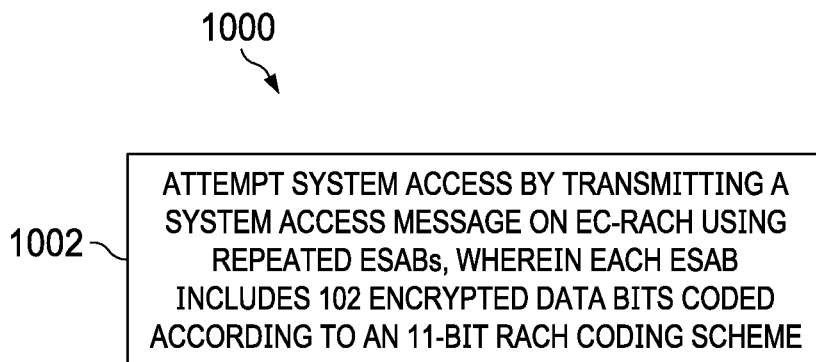 1000
ATTEMPT SYSTEM ACCESS BY TRANSMITTING A
SYSTEM ACCESS MESSAGE ON EC-RACH USING
1002
REPEATED ESABs, WHEREIN EACH ESAB
INCLUDES 102 ENCRYPTED DATA BITS CODED
ACCORDING TO AN 11-BIT RACH CODING SCHEME